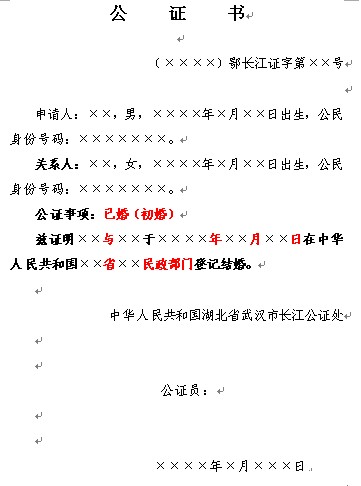 公 证 书
（××××）鄂长江证字第××号
申请人：××，男，××××年×月××日出生，公民
身份号码：×××××××。
关系人：××，女，××××年×月××日出生，公民
身份号码：×××××××。
公证事项：已婚（初婚）
兹证明××与××于××××年××月××日在中华
人民共和国××省××民政部门登记结婚。
中华人民共和国湖北省武汉市长江公证处
公证员：
××××年×月×××日